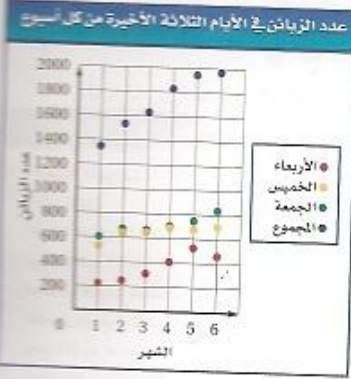 عدد الزبائن في الأيام الثلاثة الأخيرة من كل أسبوع
2000
1800
1600
1400
1200
1000
800
600
400
200
0
1 2 3 4 5 6
عدد الزبائن
الشهر
الأربعاء
الخميس
الجمعة
المجموع